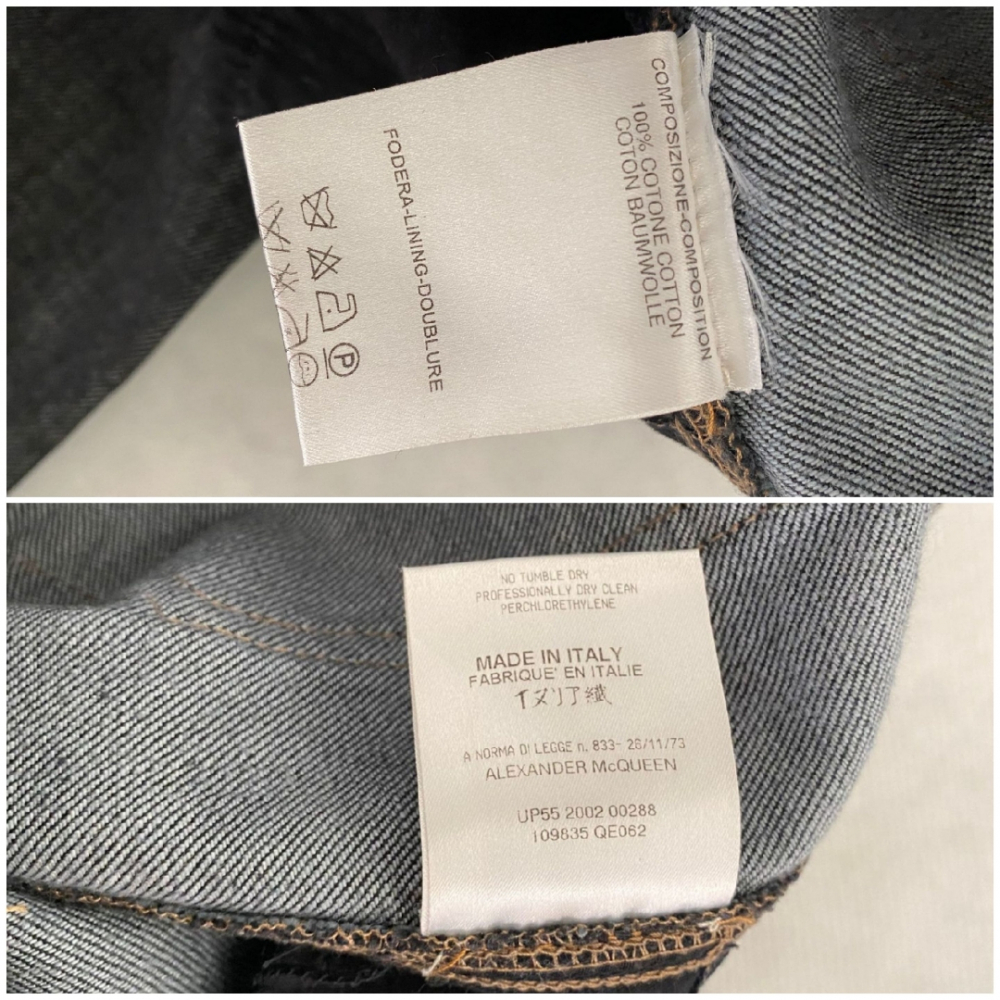 COMPOSIZIONE-COMPOSITION
100% COTONE COTTON
COTON BAUMWOLLE
FODERA-LINING-DOUBLURE
P
NO TUMBLE DRY
PROFESSIONALLY DRY CLEAN
PERCHLORETHYLENE
MADE IN ITALY
FABRIQUE' EN ITALIE
A NORMA DI LEGGE n. 833- 26/11/73
ALEXANDER McQUEEN
UP55 2002 00288
109835 QE062